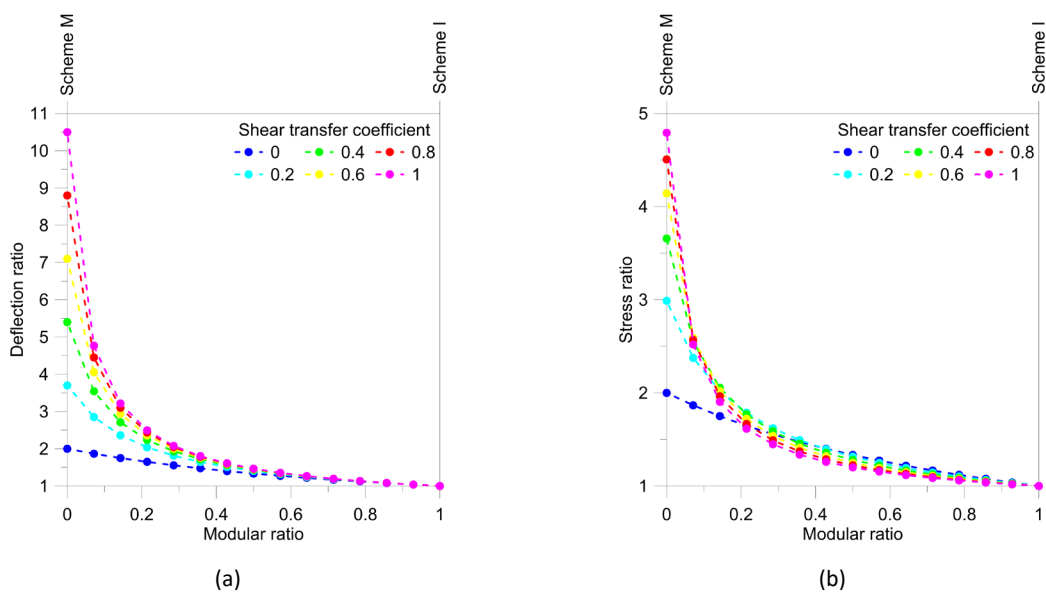 Scheme M
Scheme I
Deflection ratio
11
10
9
8
7
6
5
4
3
2
1
Shear transfer coefficient
0 0.4 0.8
0.2 0.6 1
0 0.2 0.4 0.6 0.8 1
Modular ratio
(a)
Scheme M
Scheme I
Stress ratio
5
4
3
2
1
Shear transfer coefficient
0 0.4 0.8
0.2 0.6 1
0 0.2 0.4 0.6 0.8 1
Modular ratio
(b)